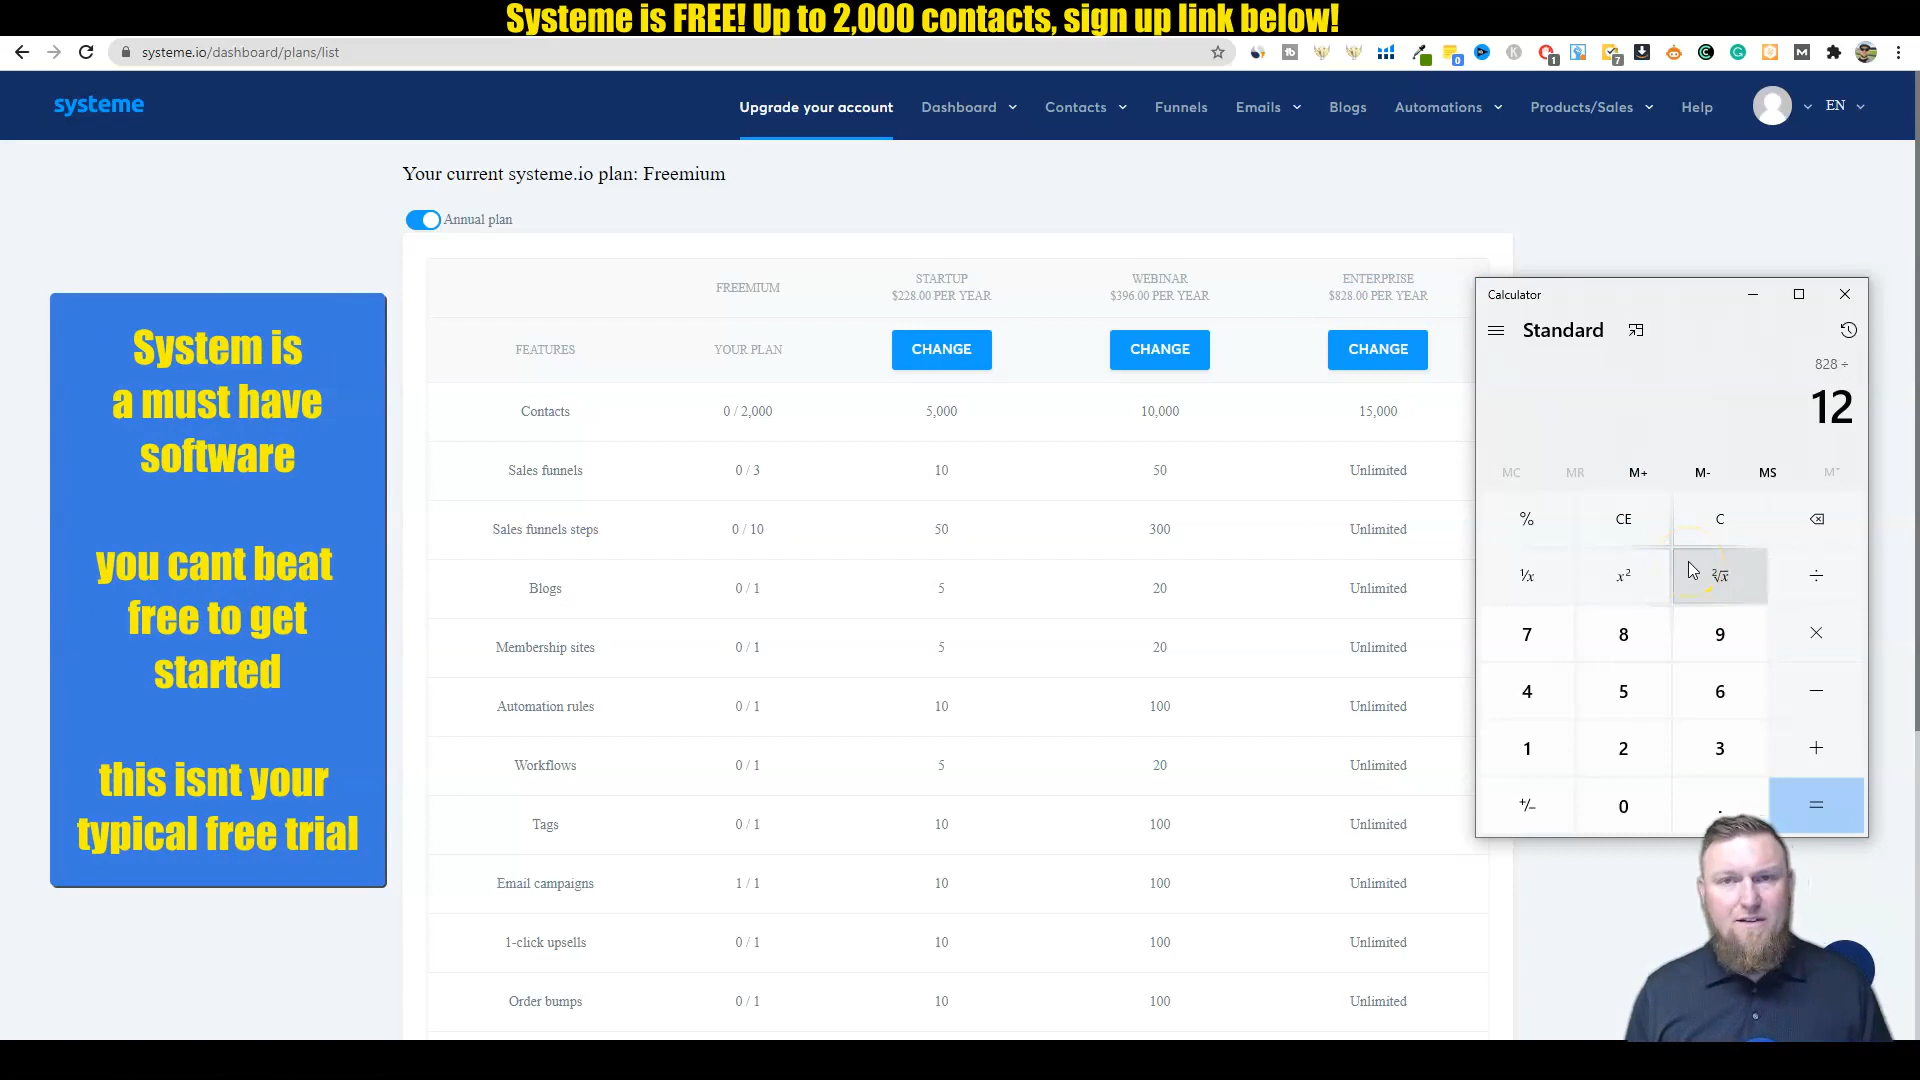 Systeme is FREE! Up to 2,000 contacts, sign up link below!
systeme.io/dashboard/plans/list
0
1
7
systeme
Upgrade your account
Dashboard
Contacts
Funnels
Emails
Blogs
Automations
Products/Sales
Help
EN
Your current systeme.io plan: Freemium
Annual plan
System is
a must have
software
you cant beat
free to get
started
this isnt your
typical free trial
FREEMIUM
STARTUP
$228.00 PER YEAR
WEBINAR
$396.00 PER YEAR
ENTERPRISE
$828.00 PER YEAR
FEATURES
YOUR PLAN
CHANGE
CHANGE
CHANGE
Contacts 0 / 2,000 5,000 10,000 15,000
Sales funnels 0 / 3 10 50 Unlimited
Sales funnels steps 0 / 10 50 300 Unlimited
Blogs 0 / 1 5 20 Unlimited
Membership sites 0 / 1 5 20 Unlimited
Automation rules 0 / 1 10 100 Unlimited
Workflows 0 / 1 5 20 Unlimited
Tags 0 / 1 10 100 Unlimited
Email campaigns 1 / 1 10 100 Unlimited
1-click upsells 0 / 1 10 100 Unlimited
Order bumps 0 / 1 10 100 Unlimited
Calculator
Standard
828 ÷
12
MC MR M+ M- MS M˅
% CE C
¹/x x² ²√x ÷
7 8 9 ×
4 5 6 −
1 2 3 +
+/− 0 . =